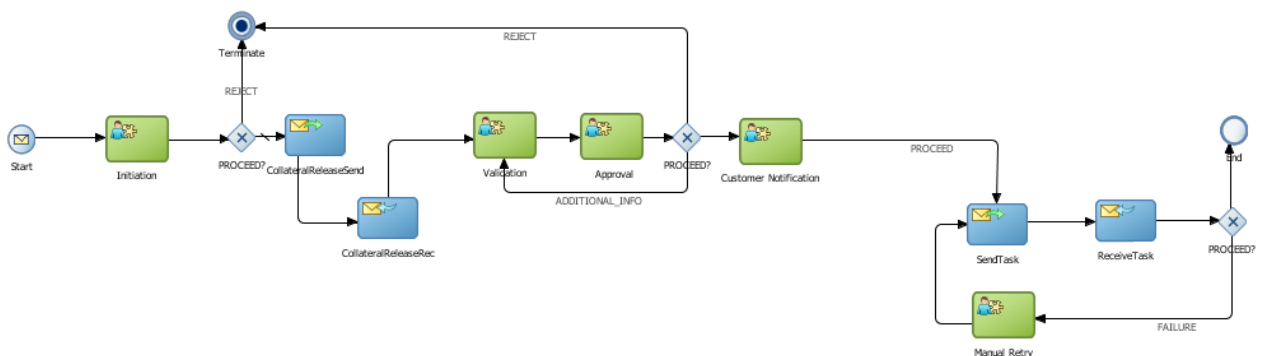 REJECT
Terminate
REJECT
Start
Initiation
PROCEED?
CollateralReleaseSend
Validation
Approval
PROCEED?
Customer Notification
PROCEED
End
ADDITIONAL_INFO
CollateralReleaseRec
SendTask
ReceiveTask
PROCEED?
FAILURE
Manual Retry